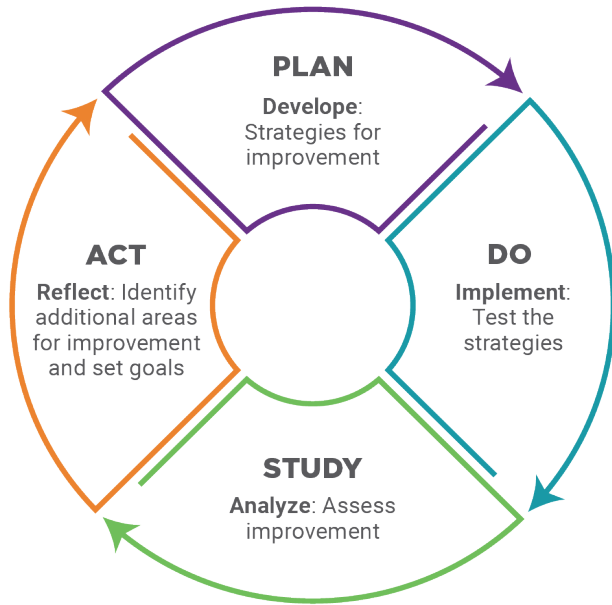 PLAN
Develope:
Strategies for
improvement
DO
Implement:
Test the
strategies
STUDY
Analyze: Assess
improvement
ACT
Reflect: Identify
additional areas
for improvement
and set goals